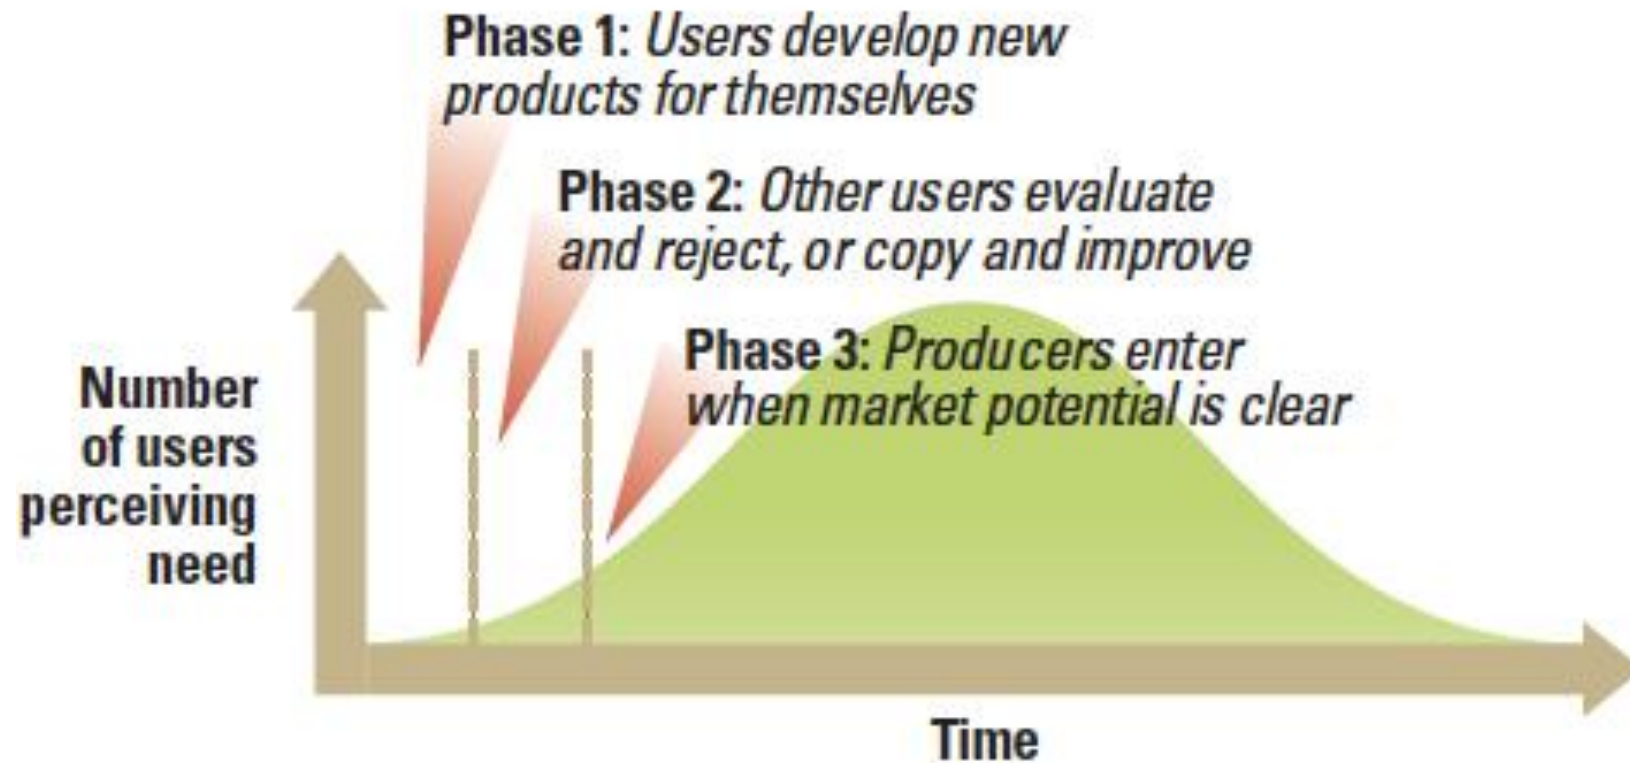 Phase 1: Users develop new
products for themselves
Phase 2: Other users evaluate
and reject, or copy and improve
Phase 3: Producers enter
when market potential is clear
Number
of users
perceiving
need
Time